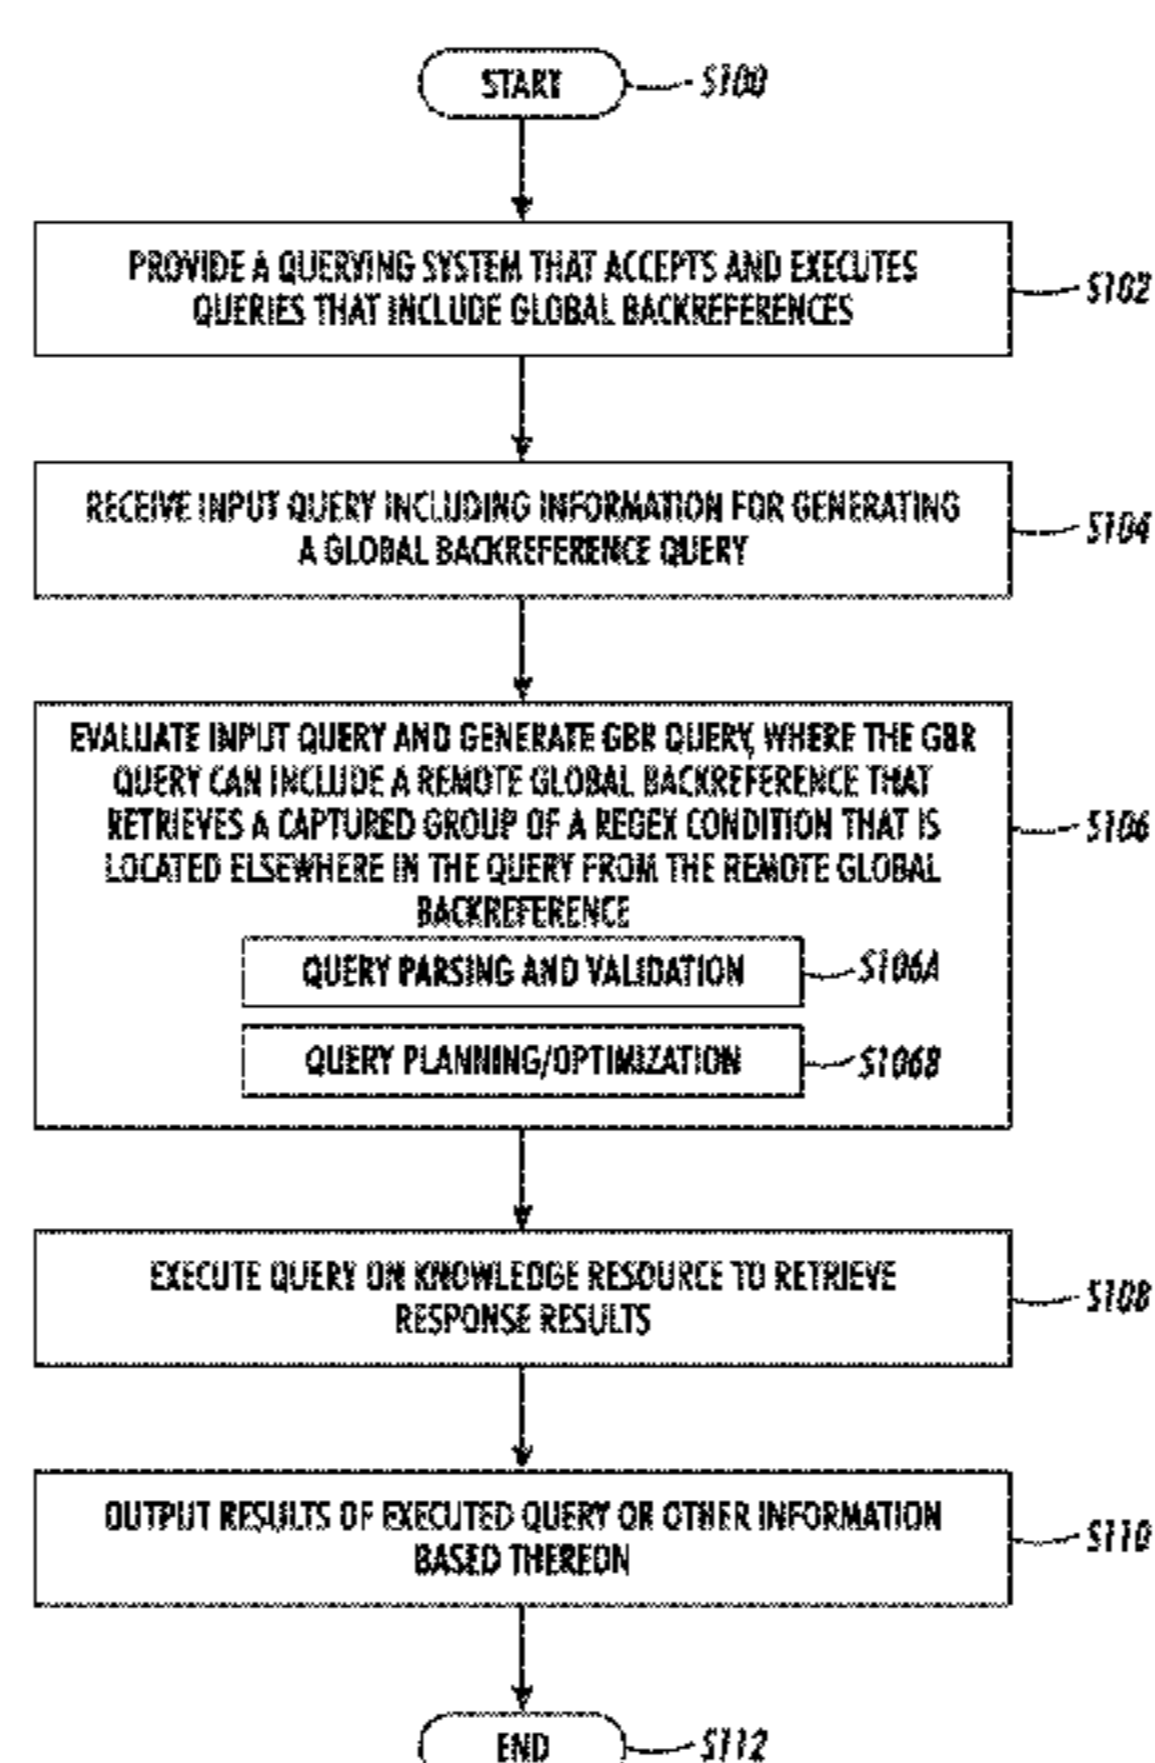 START
S100
PROVIDE A QUERYING SYSTEM THAT ACCEPTS AND EXECUTES
QUERIES THAT INCLUDE GLOBAL BACKREFERENCES
S102
RECEIVE INPUT QUERY INCLUDING INFORMATION FOR GENERATING
A GLOBAL BACKREFERENCE QUERY
S104
EVALUATE INPUT QUERY AND GENERATE GBR QUERY, WHERE THE GBR
QUERY CAN INCLUDE A REMOTE GLOBAL BACKREFERENCE THAT
RETRIEVES A CAPTURED GROUP OF A REGEX CONDITION THAT IS
LOCATED ELSEWHERE IN THE QUERY FROM THE REMOTE GLOBAL
BACKREFERENCE
S106
QUERY PARSING AND VALIDATION
S106A
QUERY PLANNING/OPTIMIZATION
S106B
EXECUTE QUERY ON KNOWLEDGE RESOURCE TO RETRIEVE
RESPONSE RESULTS
S108
OUTPUT RESULTS OF EXECUTED QUERY OR OTHER INFORMATION
BASED THEREON
S110
END
S112